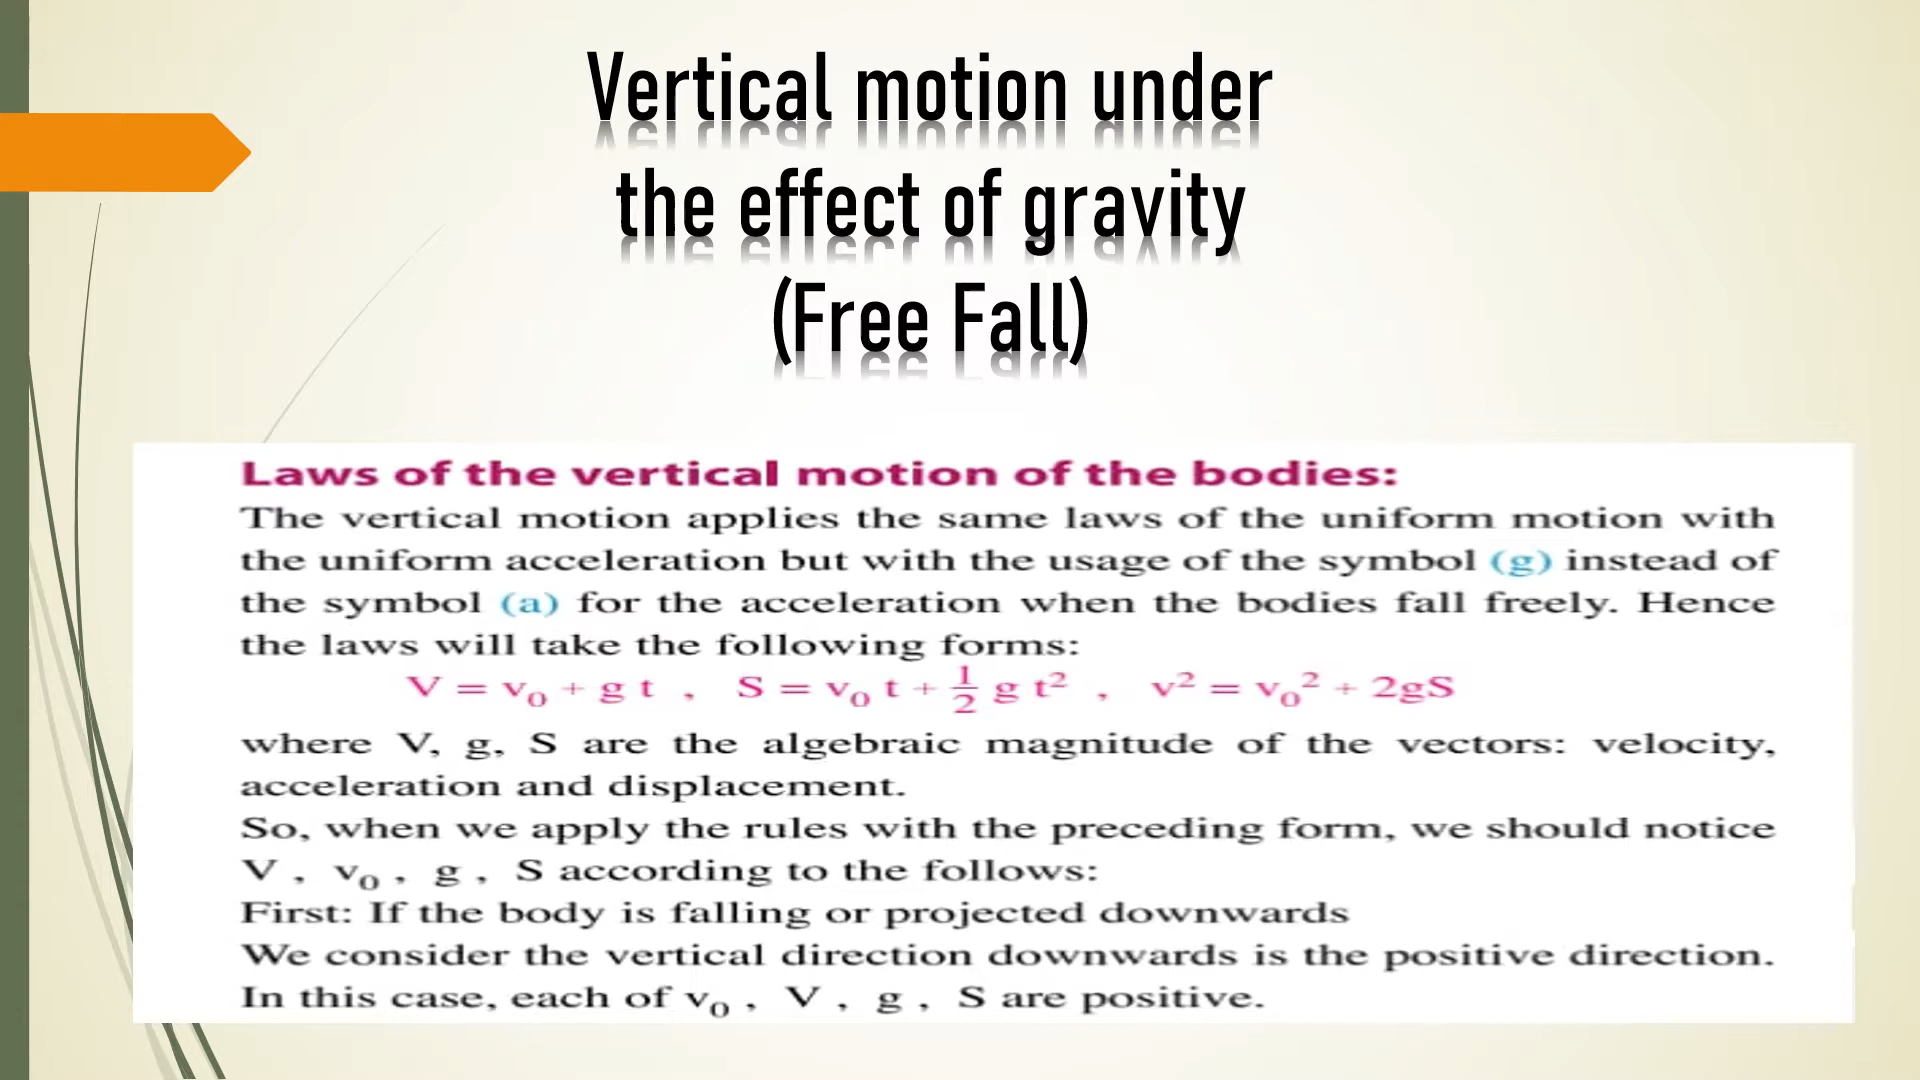 Vertical motion under
the effect of gravity
(Free Fall)
Laws of the vertical motion of the bodies:
The vertical motion applies the same laws of the uniform motion with
the uniform acceleration but with the usage of the symbol (g) instead of
the symbol (a) for the acceleration when the bodies fall freely. Hence
the laws will take the following forms:
V = v₀ + g t , S = v₀ t + ½ g t² , v² = v₀² + 2gS
where V, g, S are the algebraic magnitude of the vectors: velocity,
acceleration and displacement.
So, when we apply the rules with the preceding form, we should notice
V , v₀ , g , S according to the follows:
First: If the body is falling or projected downwards
We consider the vertical direction downwards is the positive direction.
In this case, each of v₀ , V , g , S are positive.